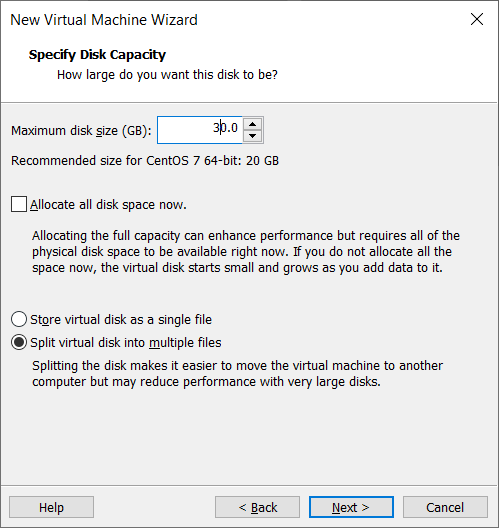 New Virtual Machine Wizard
Specify Disk Capacity
How large do you want this disk to be?
Maximum disk size (GB): 30.0
Recommended size for CentOS 7 64-bit: 20 GB
Allocate all disk space now.
Allocating the full capacity can enhance performance but requires all of the
physical disk space to be available right now. If you do not allocate all the
space now, the virtual disk starts small and grows as you add data to it.
Store virtual disk as a single file
Split virtual disk into multiple files
Splitting the disk makes it easier to move the virtual machine to another
computer but may reduce performance with very large disks.
Help < Back Next > Cancel